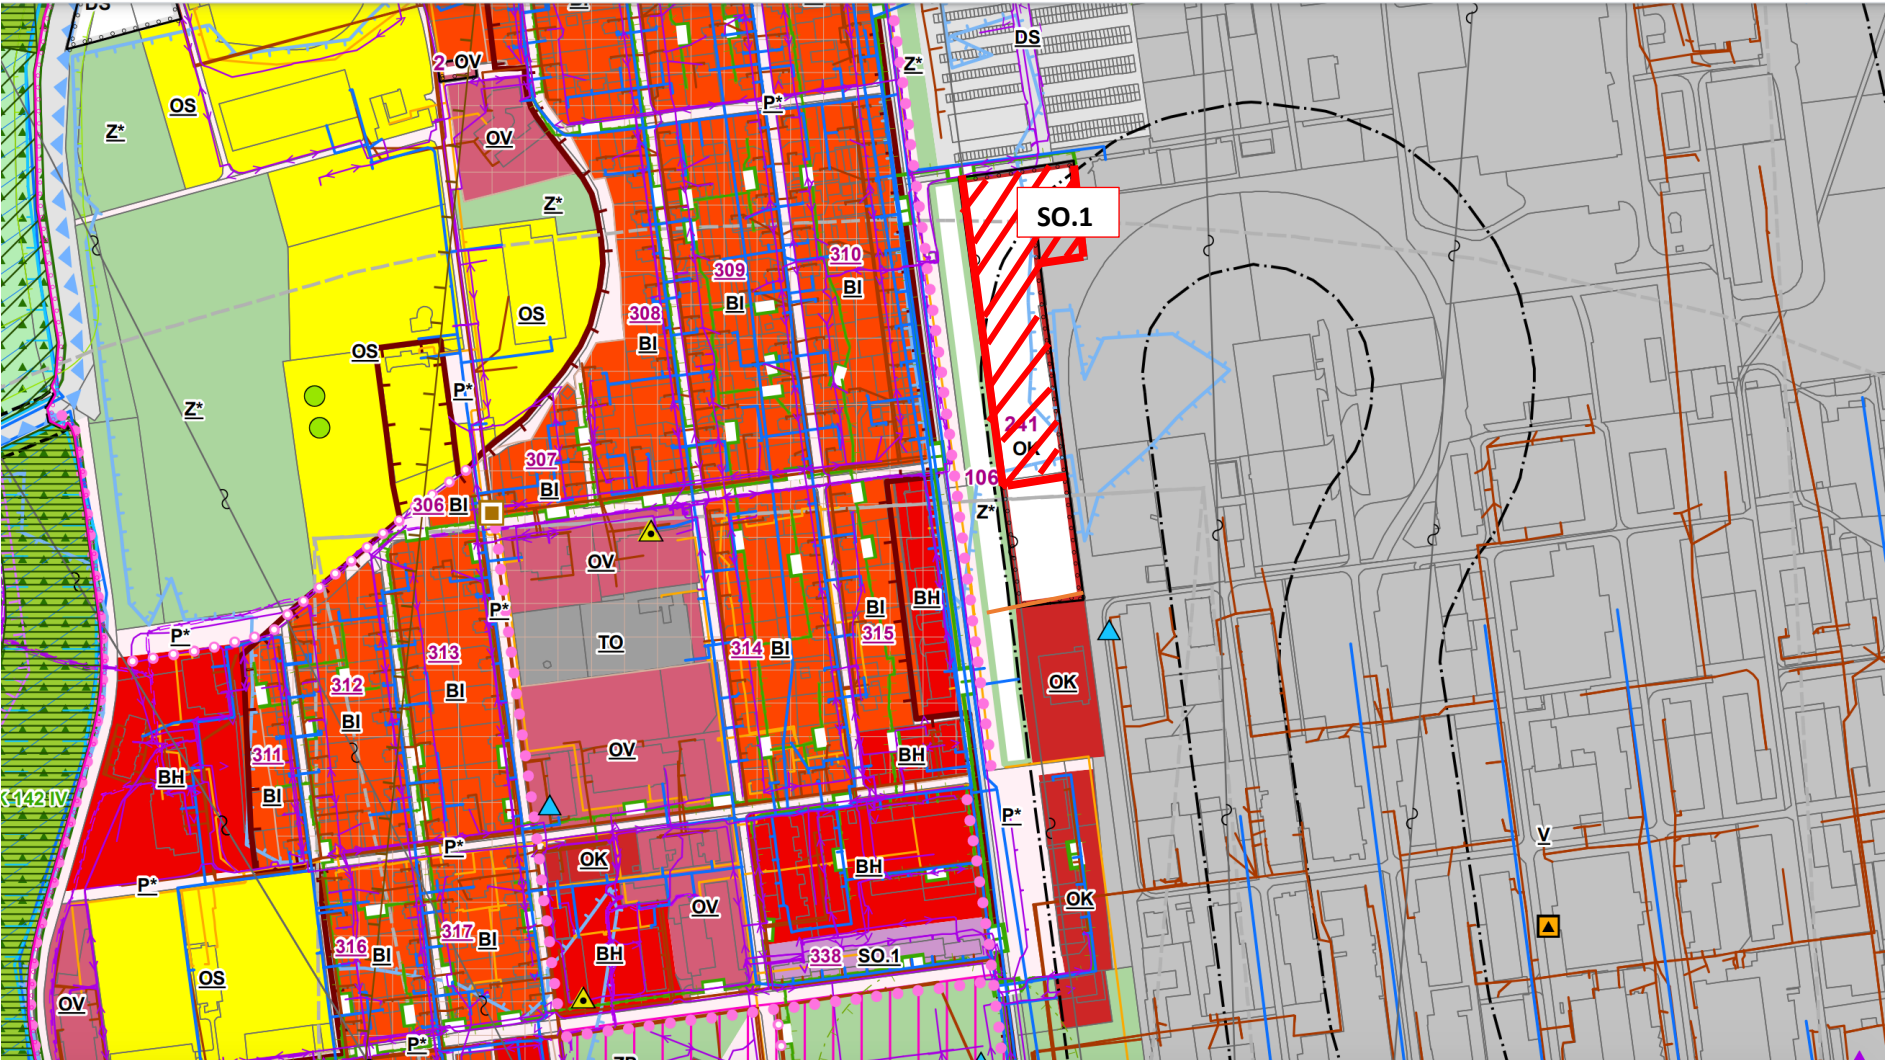 DS
2 OV
DS
Z*
OS
Z*
P*
OV
Z*
SO.1
310
309
BI
BI
OS
308
BI
OS
P*
Z*
241
OK
307
106
BI
306 BI
Z*
OV
BH
P*
BI
P*
TO
315
313
314 BI
312
OK
BI
BI
OV
311
BH
BH
BI
K 142 IV
P*
V
P*
OK
BH
P*
OK
OV
317
BI
316
BI
338 SO.1
BH
OS
OV
P*